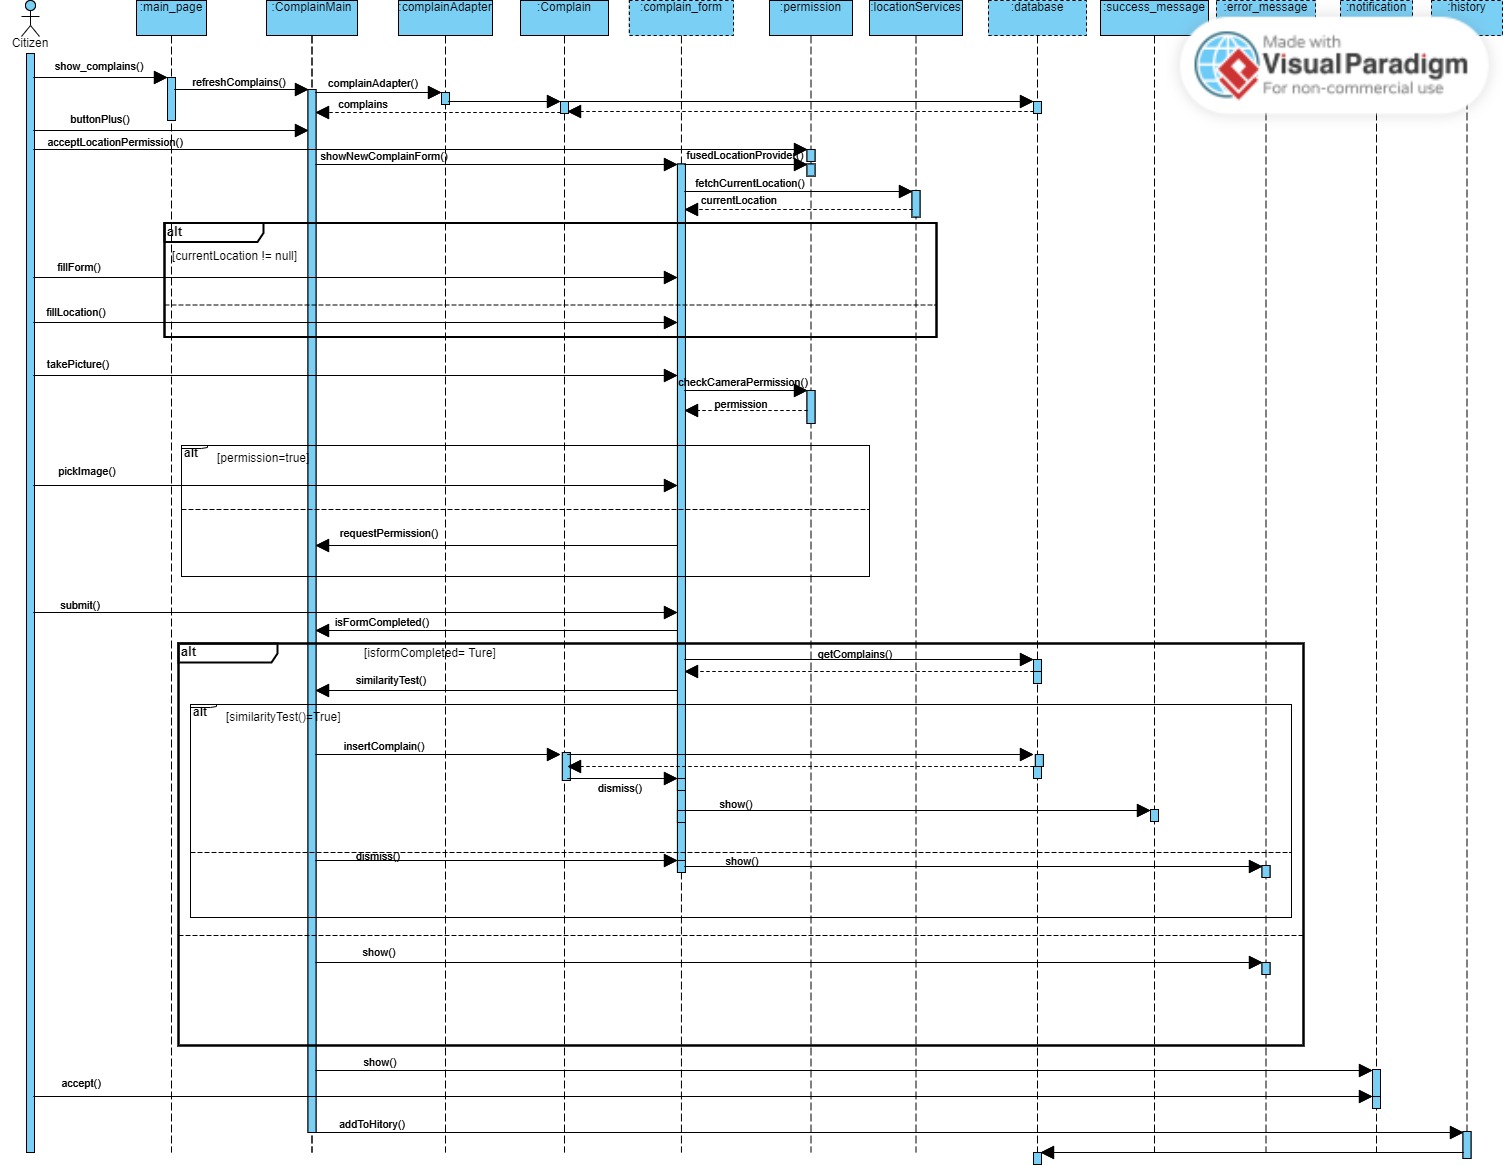 :main_page
:ComplainMain
:complainAdapter
:Complain
:complain_form
:permission
:locationServices
:database
:success_message
:error_message
:notification
:history
Citizen
Made with
VisualParadigm
For non-commercial use
show_complains()
refreshComplains()
complainAdapter()
complains
buttonPlus()
acceptLocationPermission()
showNewComplainForm()
fusedLocationProvider()
fetchCurrentLocation()
currentLocation
alt
[currentLocation != null]
fillForm()
fillLocation()
takePicture()
checkCameraPermission()
permission
alt
[permission=true]
pickImage()
requestPermission()
submit()
isFormCompleted()
alt
[isformCompleted= Ture]
getComplains()
similarityTest()
alt
[similarityTest()=True]
insertComplain()
dismiss()
show()
dismiss()
show()
show()
show()
accept()
addToHitory()